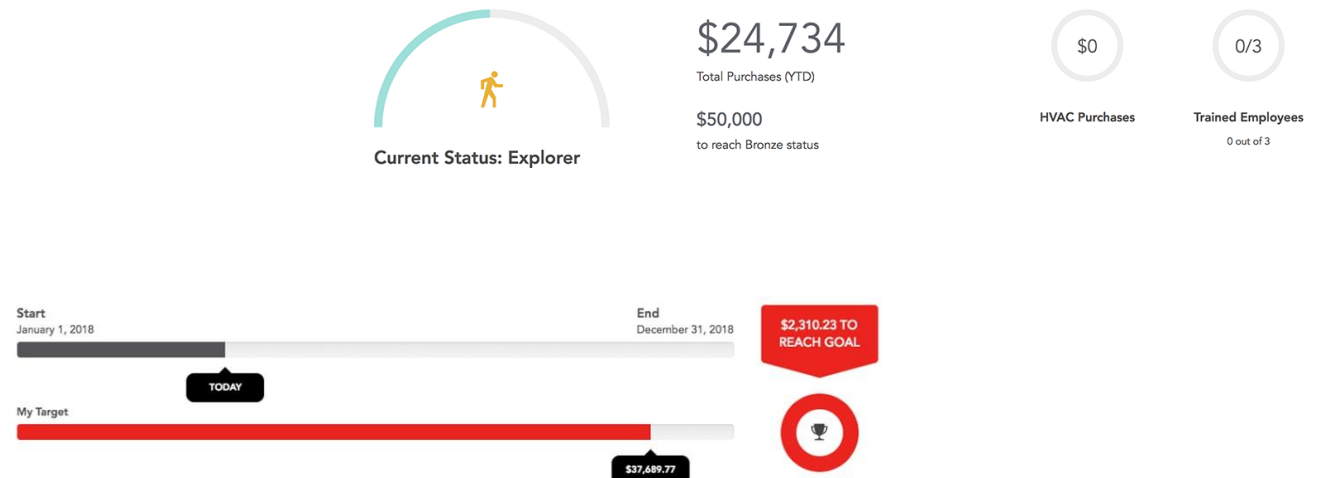 $24,734
Total Purchases (YTD)
$50,000
to reach Bronze status
Current Status: Explorer
$0
HVAC Purchases
0/3
Trained Employees
0 out of 3
Start
January 1, 2018
End
December 31, 2018
TODAY
My Target
$37,689.77
$2,310.23 TO
REACH GOAL